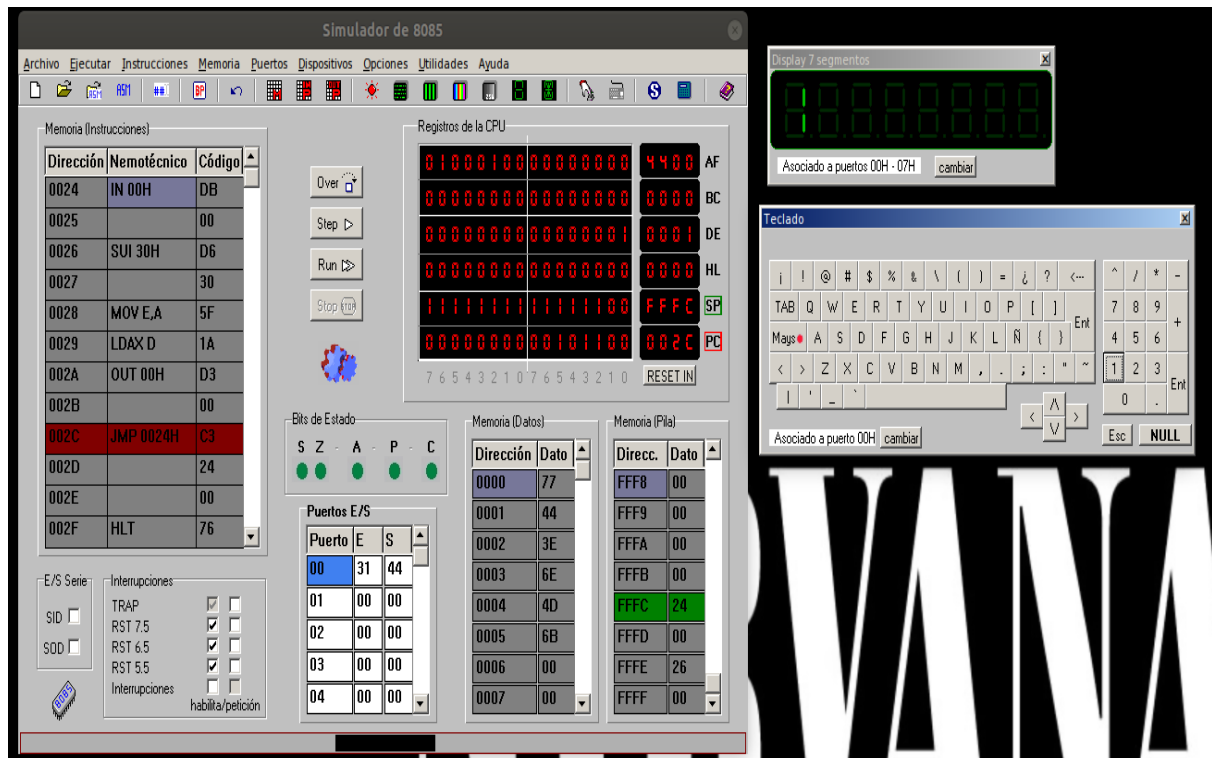 Simulador de 8085
Archivo Ejecutar Instrucciones Memoria Puertos Dispositivos Opciones Utilidades Ayuda
ASM ASM ## BP
Memoria (Instrucciones)
Dirección Nemotécnico Código
0024 IN 00H DB
0025 00
0026 SUI 30H D6
0027 30
0028 MOV E,A 5F
0029 LDAX D 1A
002A OUT 00H D3
002B 00
002C JMP 0024H C3
002D 24
002E 00
002F HLT 76
Over
Step
Run
Stop STOP
Registros de la CPU
0100010000000000 4400 AF
0000000000000000 0000 BC
0000000000000001 0001 DE
0000000000000000 0000 HL
1111111111111100 FFFC SP
0000000000101100 002C PC
7 6 5 4 3 2 1 0 7 6 5 4 3 2 1 0 RESET IN
Bits de Estado
S Z - A - P - C
Puertos E/S
Puerto E S
00 31 44
01 00 00
02 00 00
03 00 00
04 00 00
Memoria (Datos)
Dirección Dato
0000 77
0001 44
0002 3E
0003 6E
0004 4D
0005 6B
0006 00
0007 00
Memoria (Pila)
Direcc. Dato
FFF8 00
FFF9 00
FFFA 00
FFFB 00
FFFC 24
FFFD 00
FFFE 26
FFFF 00
E/S Serie
SID
SOD
8085
Interrupciones
TRAP
RST 7.5
RST 6.5
RST 5.5
Interrupciones
habilita/petición
Display 7 segmentos
1
Asociado a puertos 00H - 07H cambiar
Teclado
¡ ! @ # $ % & \ ( ) = ¿ ? <--- ^ / * -
TAB Q W E R T Y U I O P [ ] Ent 7 8 9 +
Mays A S D F G H J K L Ñ { } 4 5 6
< > Z X C V B N M , . ; : " ~ 1 2 3 Ent
| ' _ ` 0 .
< /\ \/ >
Asociado a puerto 00H cambiar Esc NULL
VANA